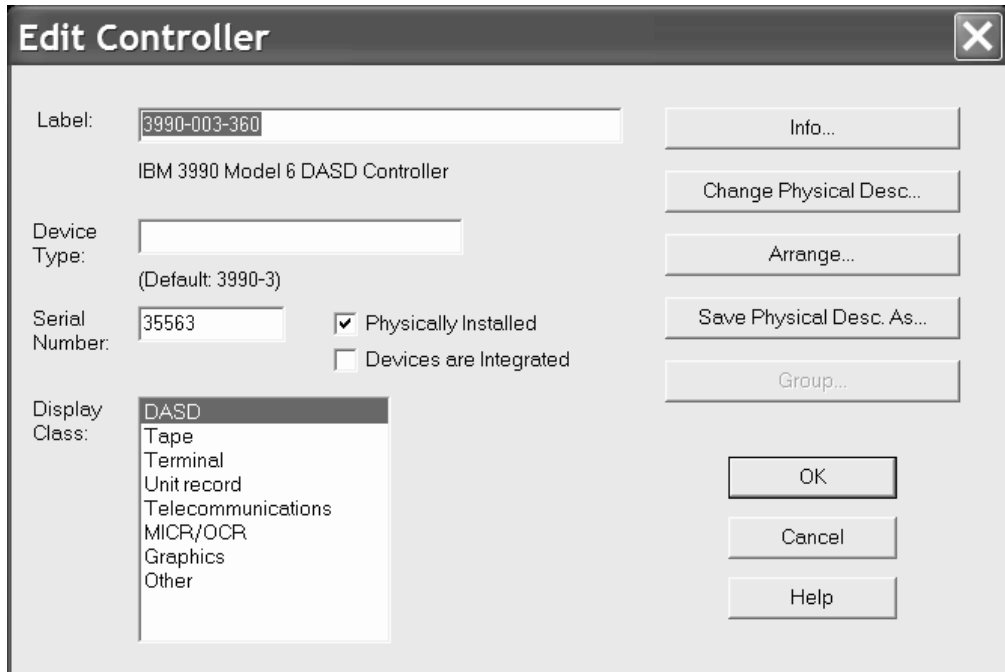 Edit Controller
Label:
3990-003-360
Info...
IBM 3990 Model 6 DASD Controller
Change Physical Desc...
Device
Type:
(Default: 3990-3)
Arrange...
Serial
Number:
35563
Physically Installed
Save Physical Desc. As...
Devices are Integrated
Group...
Display
Class:
DASD
Tape
Terminal
Unit record
Telecommunications
MICR/OCR
Graphics
Other
OK
Cancel
Help